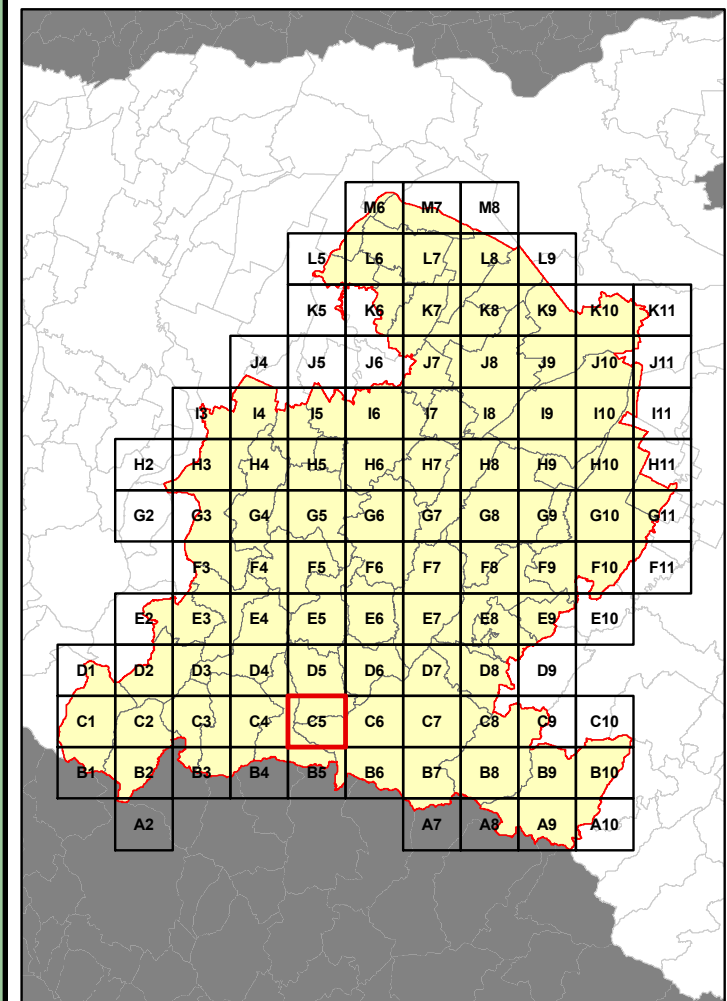 M6 M7 M8
L5 L6 L7 L8 L9
K5 K6 K7 K8 K9 K10 K11
J4 J5 J6 J7 J8 J9 J10 J11
I3 I4 I5 I6 I7 I8 I9 I10 I11
H2 H3 H4 H5 H6 H7 H8 H9 H10 H11
G2 G3 G4 G5 G6 G7 G8 G9 G10 G11
F3 F4 F5 F6 F7 F8 F9 F10 F11
E2 E3 E4 E5 E6 E7 E8 E9 E10
D1 D2 D3 D4 D5 D6 D7 D8 D9
C1 C2 C3 C4 C5 C6 C7 C8 C9 C10
B1 B2 B3 B4 B5 B6 B7 B8 B9 B10
A2 A7 A8 A9 A10